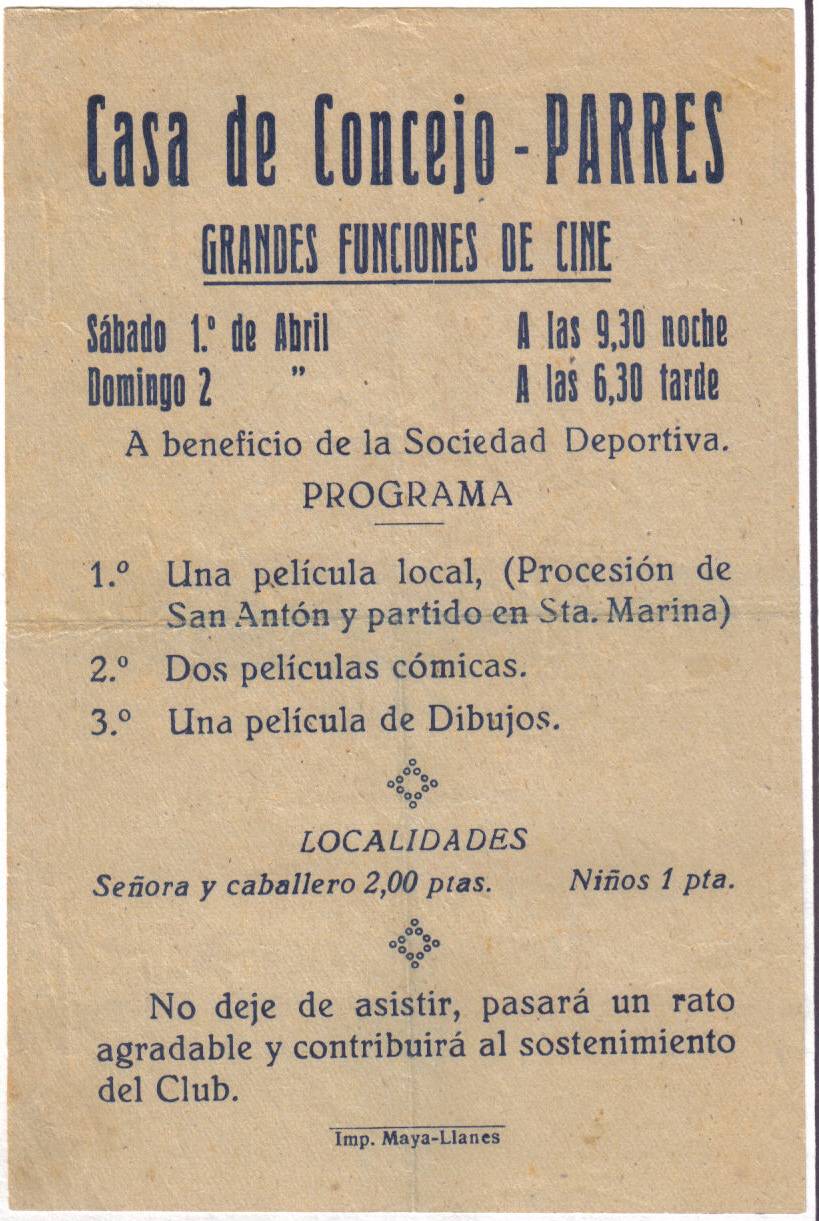 Casa de Concejo - PARRES
GRANDES FUNCIONES DE CINE
Sábado 1.º de Abril A las 9,30 noche
Domingo 2 " A las 6,30 tarde
A beneficio de la Sociedad Deportiva.
PROGRAMA
1.º Una película local, (Procesión de
San Antón y partido en Sta. Marina)
2.º Dos películas cómicas.
3.º Una película de Dibujos.
LOCALIDADES
Señora y caballero 2,00 ptas. Niños 1 pta.
No deje de asistir, pasará un rato
agradable y contribuirá al sostenimiento
del Club.
Imp. Maya-Llanes